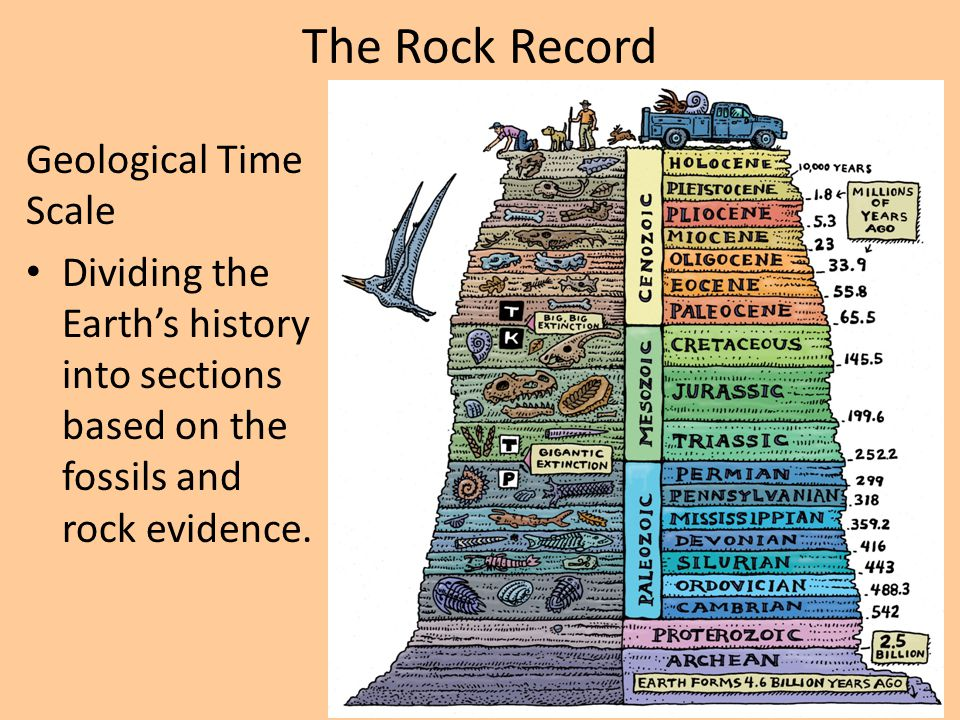 The Rock Record
Geological Time
Scale
• Dividing the
Earth’s history
into sections
based on the
fossils and
rock evidence.
HOLOCENE
10,000 YEARS
PLEISTOCENE
1.8
MILLIONS
OF
YEARS
AGO
PLIOCENE
5.3
MIOCENE
23
OLIGOCENE
33.9
EOCENE
55.8
PALEOCENE
65.5
CENOZOIC
T
BIG, BIG
EXTINCTION
K
CRETACEOUS
145.5
JURASSIC
199.6
TRIASSIC
252.2
MESOZOIC
T
GIGANTIC
EXTINCTION
P
PERMIAN
299
PENNSYLVANIAN
318
MISSISSIPPIAN
359.2
DEVONIAN
416
SILURIAN
443
ORDOVICIAN
488.3
CAMBRIAN
542
PALEOZOIC
PROTEROZOIC
2.5
BILLION
ARCHEAN
EARTH FORMS 4.6 BILLION YEARS AGO